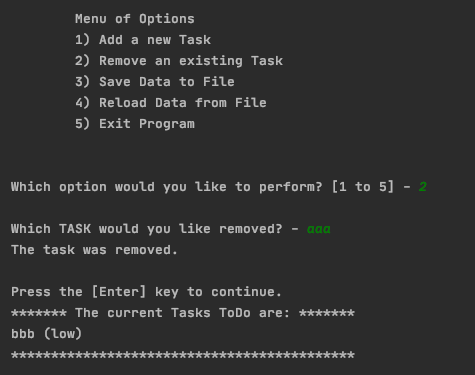 Menu of Options
1) Add a new Task
2) Remove an existing Task
3) Save Data to File
4) Reload Data from File
5) Exit Program
Which option would you like to perform? [1 to 5] - 2
Which TASK would you like removed? - aaa
The task was removed.
Press the [Enter] key to continue.
******* The current Tasks ToDo are: *******
bbb (low)
*******************************************